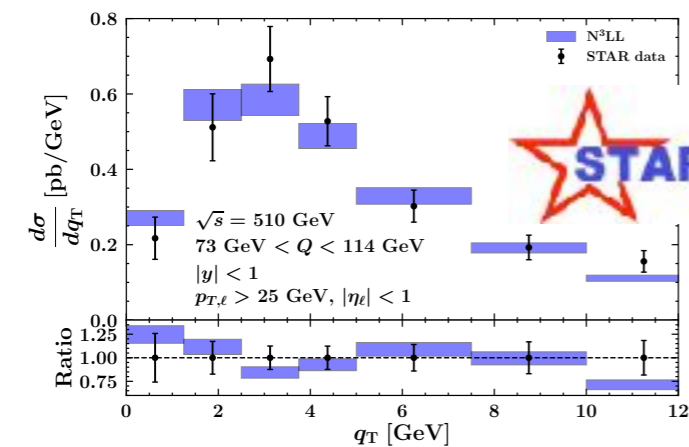 0.8
0.6
0.4
0.2
0.0
dσ/dq_T [pb/GeV]
N³LL
STAR data
STAR
√s = 510 GeV
73 GeV < Q < 114 GeV
|y| < 1
p_{T,ℓ} > 25 GeV, |η_ℓ| < 1
1.25
1.00
0.75
Ratio
0 2 4 6 8 10 12
q_T [GeV]